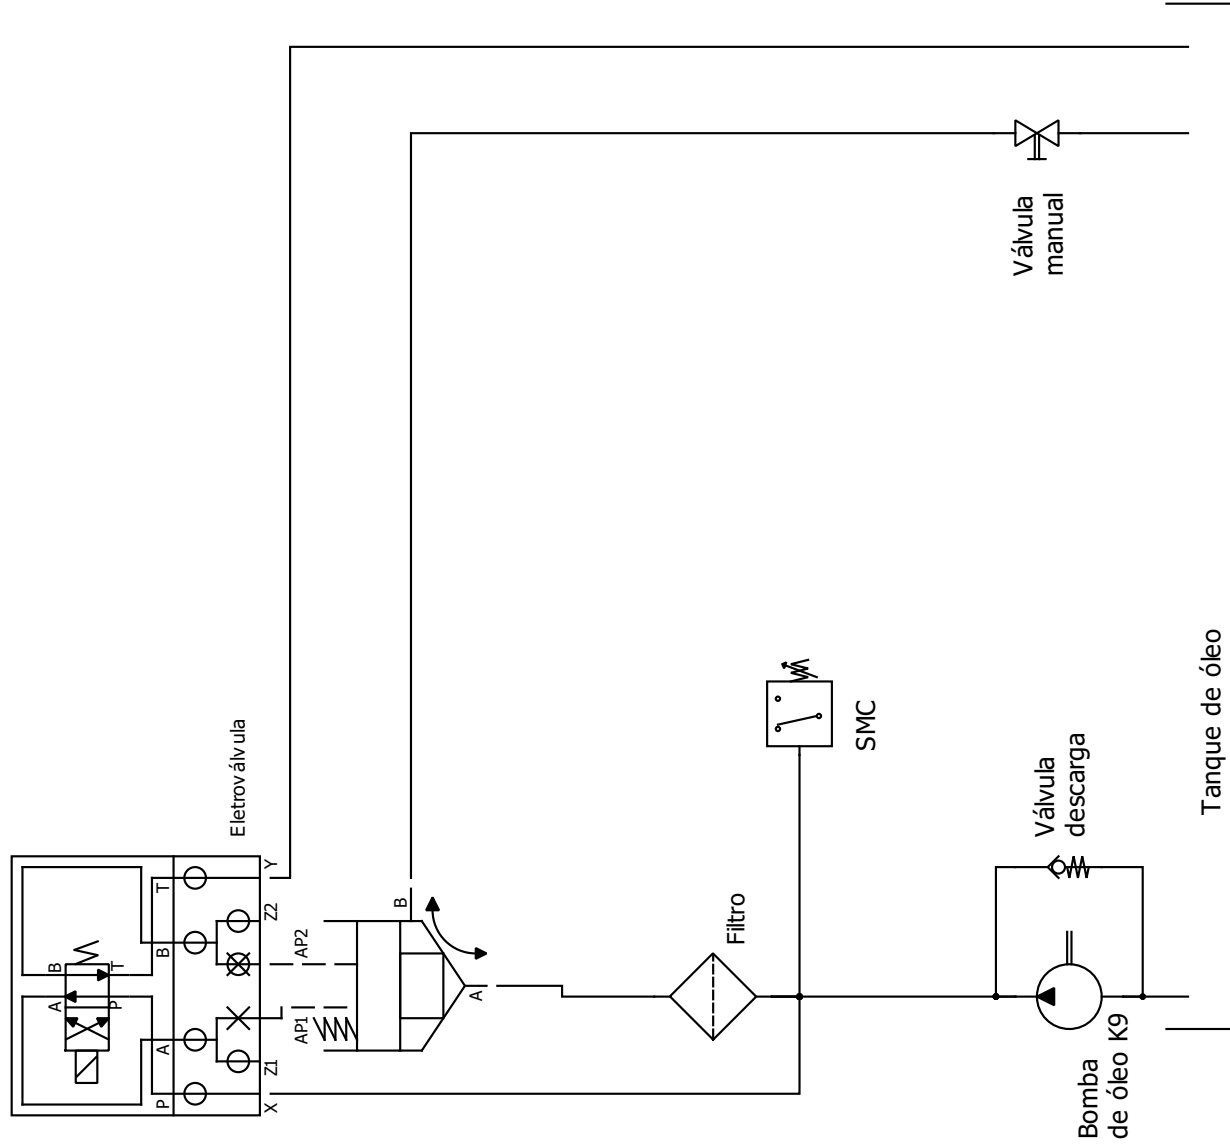 A
B
P
T
P
A
B
T
Eletroválvula
X
Z1
Z2
Y
AP1
AP2
B
A
Filtro
SMC
Válvula
manual
Válvula
descarga
Bomba
de óleo K9
Tanque de óleo